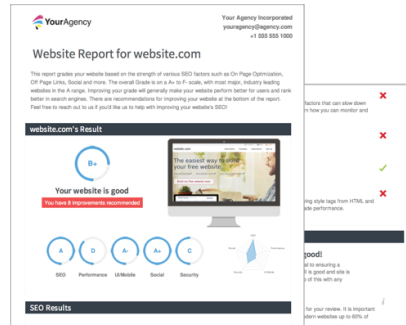 YourAgency
Your Agency Incorporated
youragency@agency.com
+1 335 555 1000
Website Report for website.com
This report grades your website based on the strength of various SEO factors such as On Page Optimization,
Off Page Links, Social and more. The overall Grade is on a A+ to F- scale, with most major, industry leading
websites in the A range. Improving your grade will generally make your website perform better for users and rank
better in search engines. There are recommendations for improving your website at the bottom of the report.
Feel free to reach out to us if you'd like us to help with improving your website's SEO!
website.com's Result
B+
Your website is good
You have 8 improvements recommended
The easiest way to build
your free website.
A
D
A-
A+
C
SEO
Performance
UI/Mobile
Social
Security
SEO Results
factors that can slow down
how you can monitor and
ing style tags from HTML and
performance.
good!
al to ensuring a
is good and site is
of this with any
for your review. It is important
dern websites up to 60% of